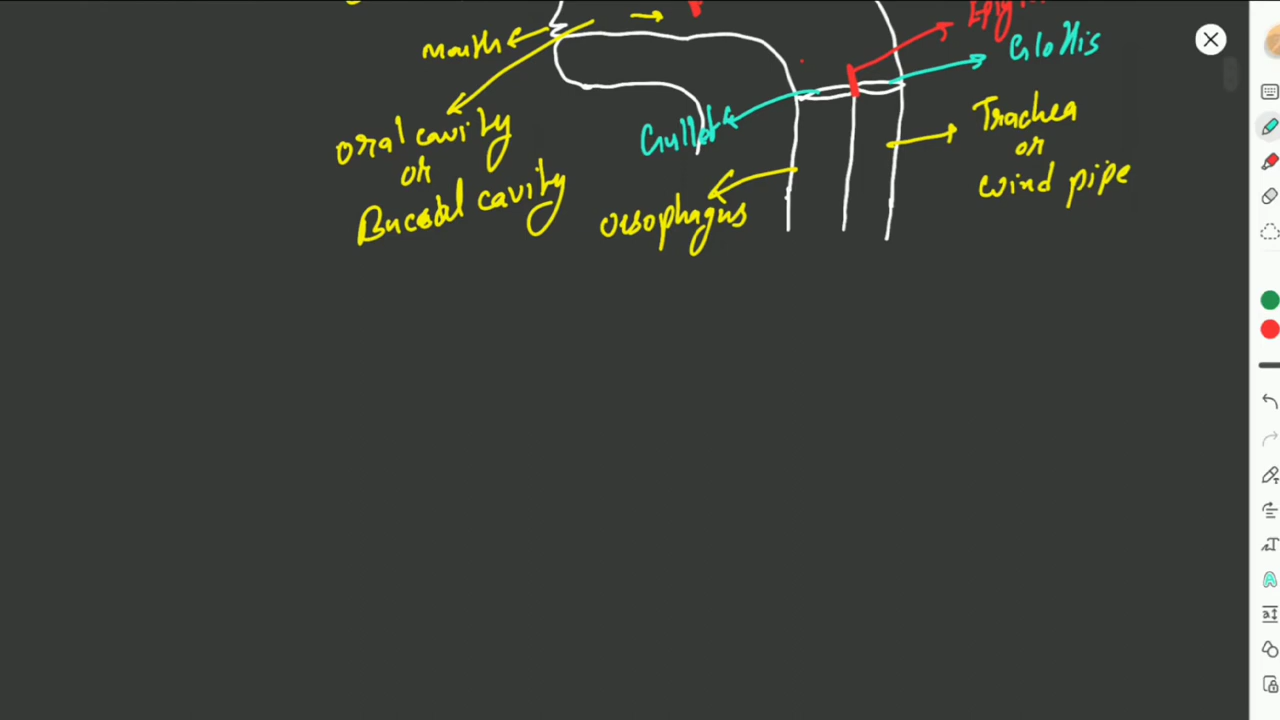 Glottis
Mouth
Trachea
or
wind pipe
Gullet
oral cavity
or
Buccal cavity
oesophagus